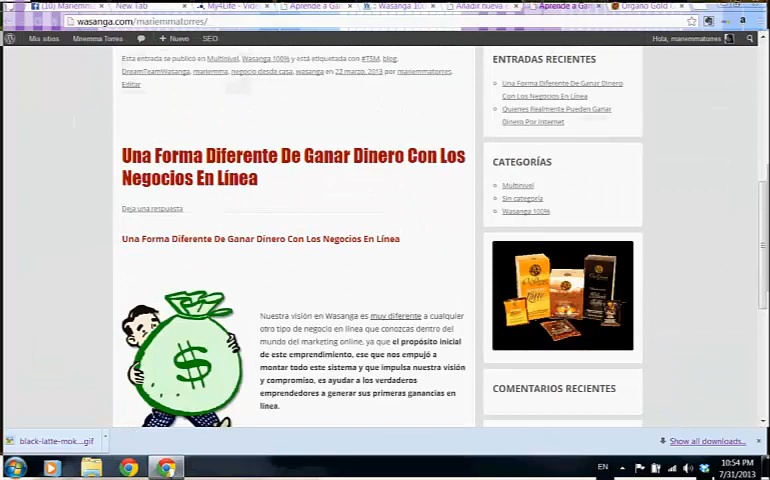 (10) Mariemm
New Tab
My4Life - Vi
Aprende a Ga
Wasanga 10
Añadir nueva
Aprende a Ga
Organo Gold
wasanga.com/mariemmatorres/
Mis sitios
Mnemma Torres
Nuevo
SEO
Hola, mariemmatorres
Esta entrada se publicó en Multinivel, Wasanga 100% y está etiquetada con #TSM, blog,
DreamTeamWasanga, mariemma, negocio desde casa, wasanga en 22 marzo, 2013 por mariemmatorres.
Editar
Una Forma Diferente De Ganar Dinero Con Los
Negocios En Línea
Deja una respuesta
Una Forma Diferente De Ganar Dinero Con Los Negocios En Línea
$
Nuestra visión en Wasanga es muy diferente a cualquier
otro tipo de negocio en línea que conozcas dentro del
mundo del marketing online, ya que el propósito inicial
de este emprendimiento, ese que nos empujó a
montar todo este sistema y que impulsa nuestra visión
y compromiso, es ayudar a los verdaderos
emprendedores a generar sus primeras ganancias en
línea.
ENTRADAS RECIENTES
Una Forma Diferente De Ganar Dinero
Con Los Negocios En Línea
Quienes Realmente Pueden Ganar
Dinero Por Internet
CATEGORÍAS
Multinivel
Sin categoría
Wasanga 100%
COMENTARIOS RECIENTES
black-latte-mok....gif
Show all downloads...
EN
10:54 PM
7/31/2013